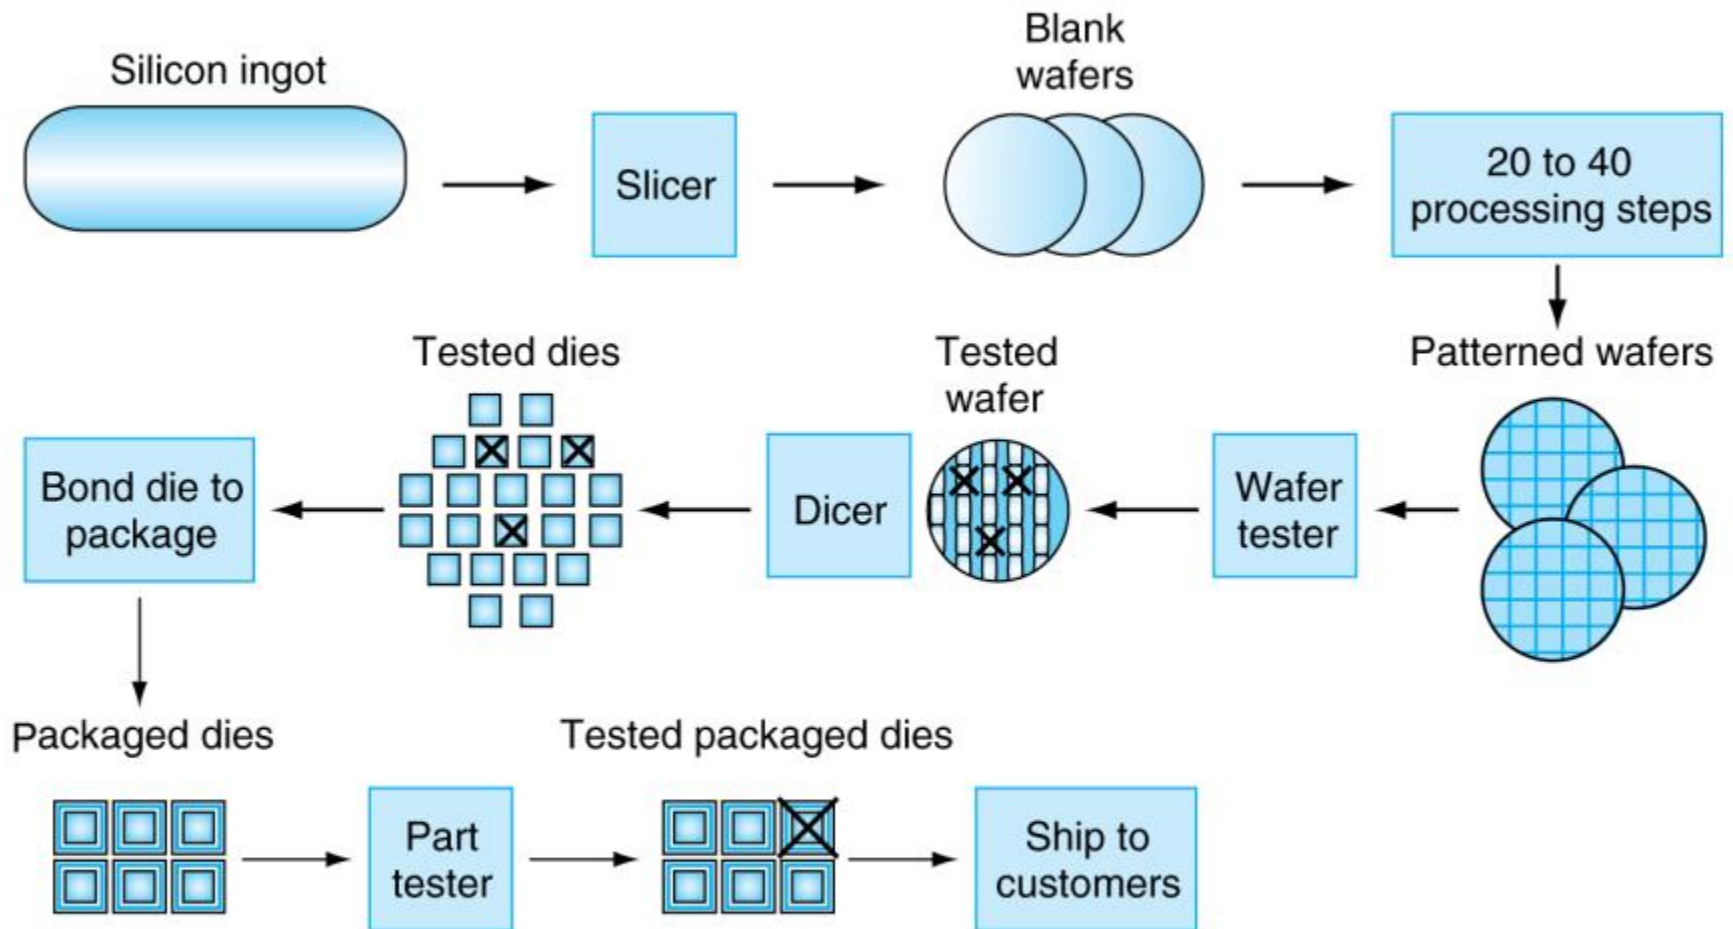 Silicon ingot
Slicer
Blank
wafers
20 to 40
processing steps
Patterned wafers
Wafer
tester
Tested
wafer
Dicer
Tested dies
Bond die to
package
Packaged dies
Part
tester
Tested packaged dies
Ship to
customers